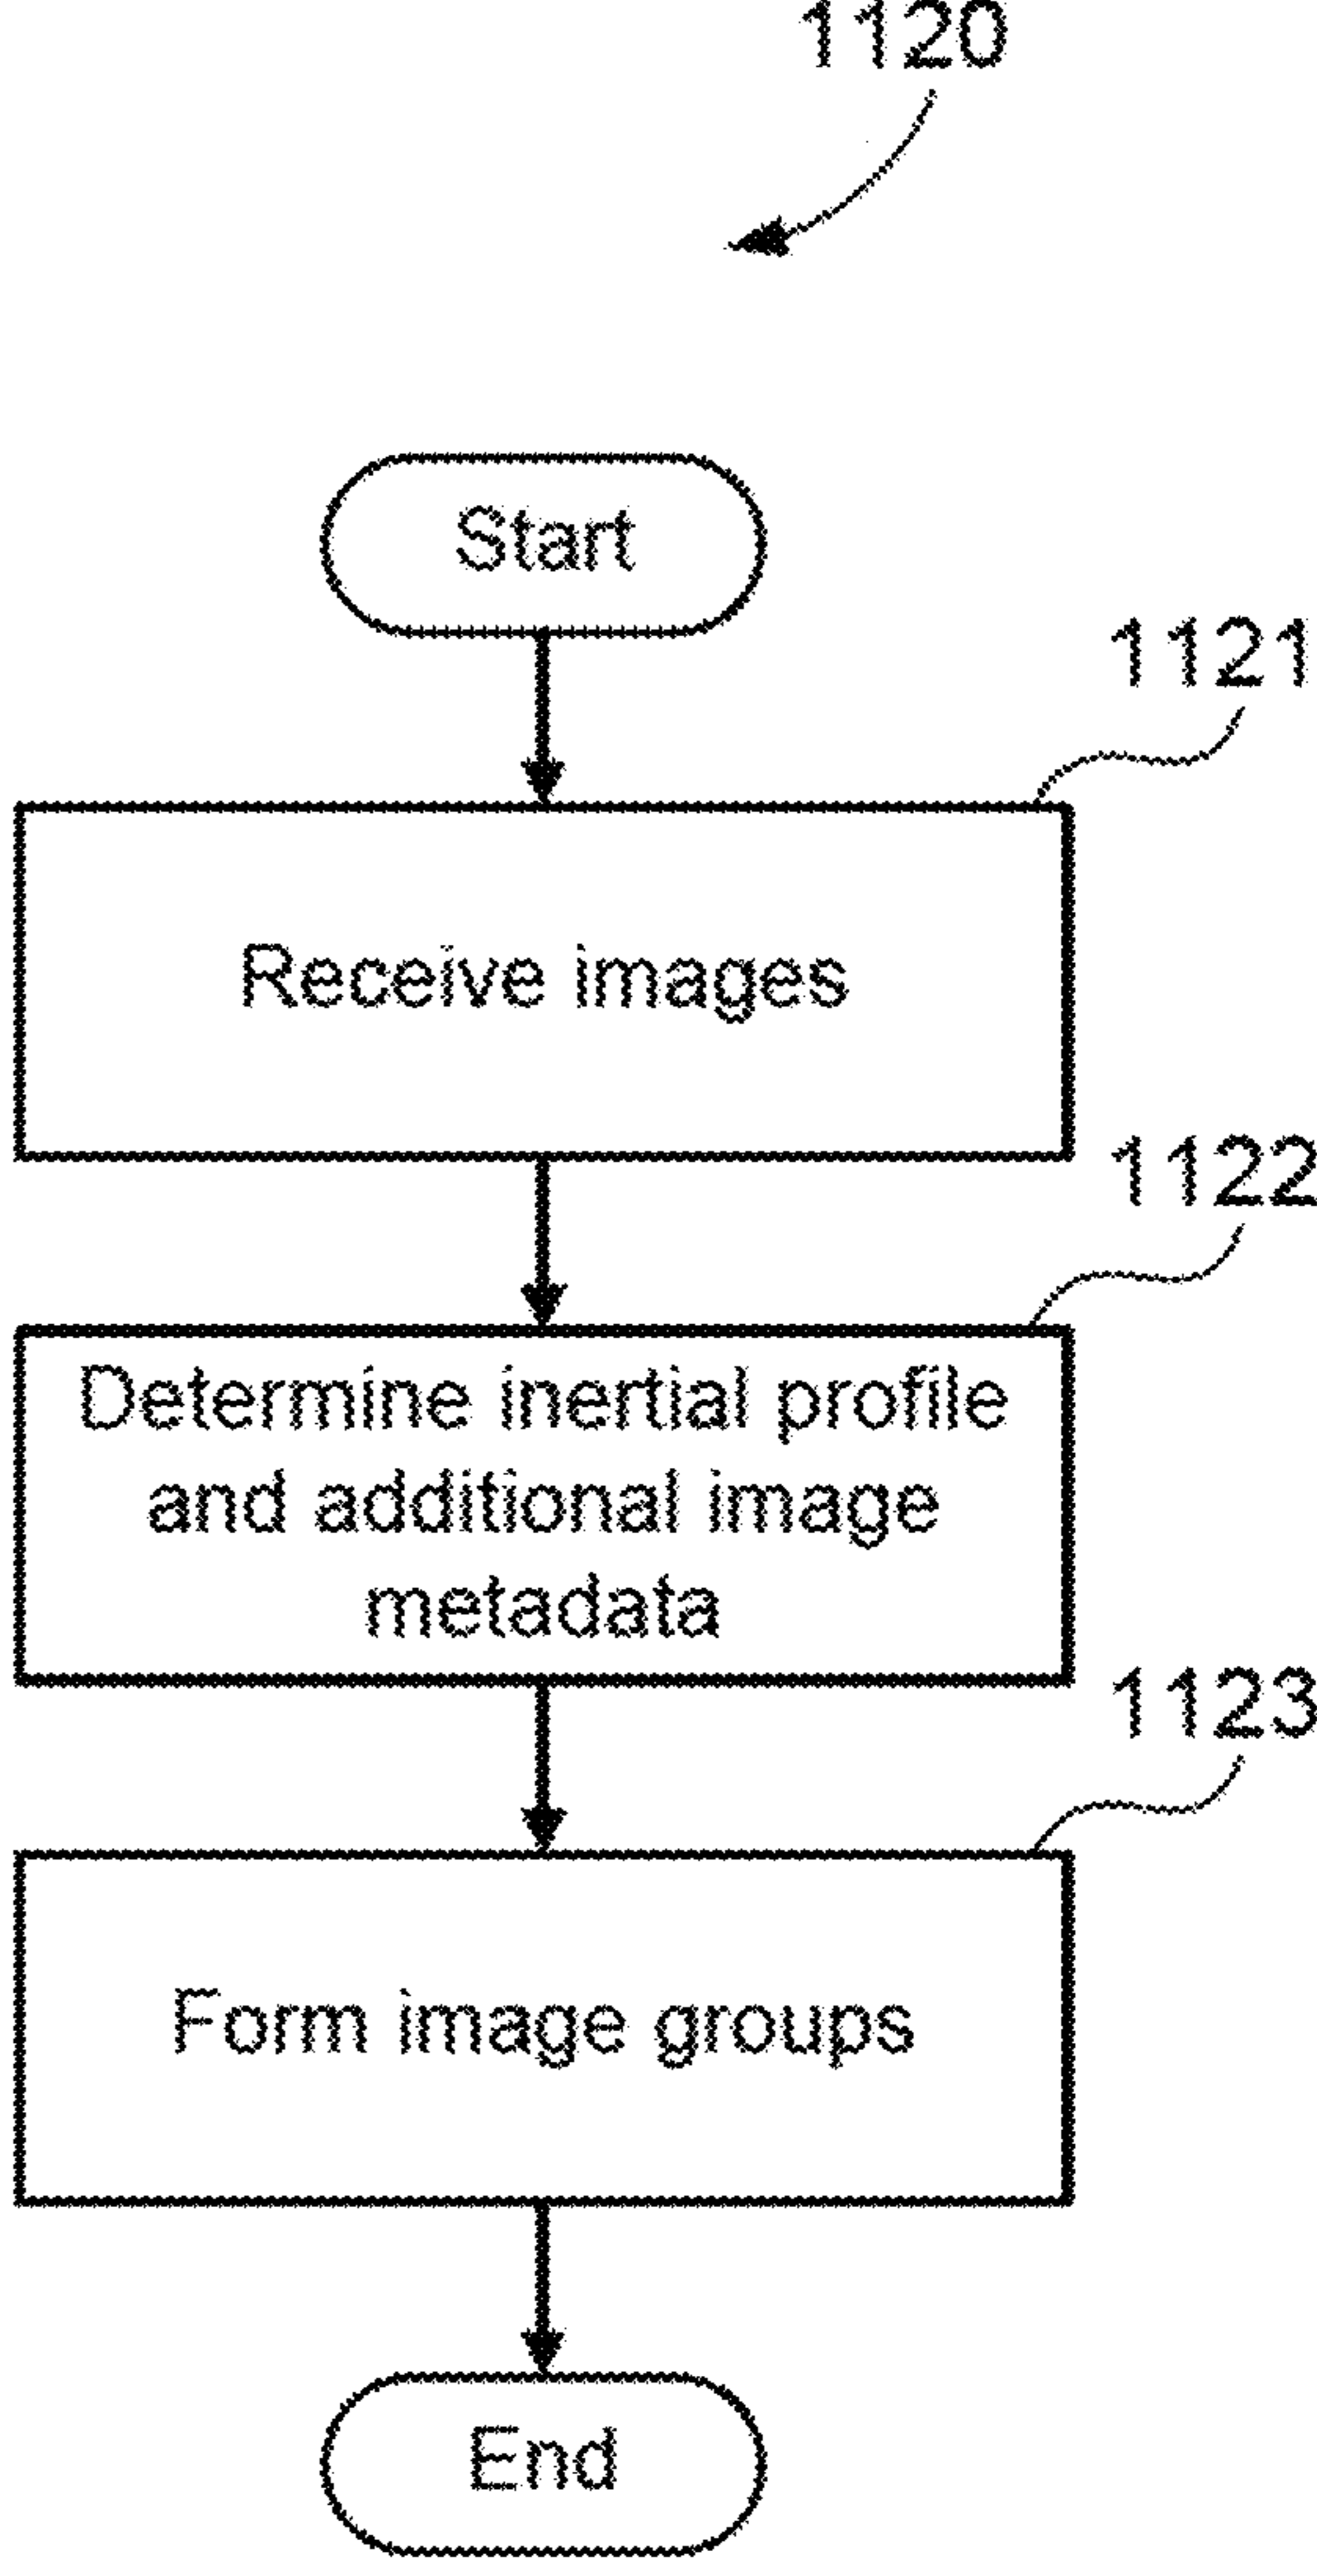 1120
Start
1121
Receive images
1122
Determine inertial profile
and additional image
metadata
1123
Form image groups
End